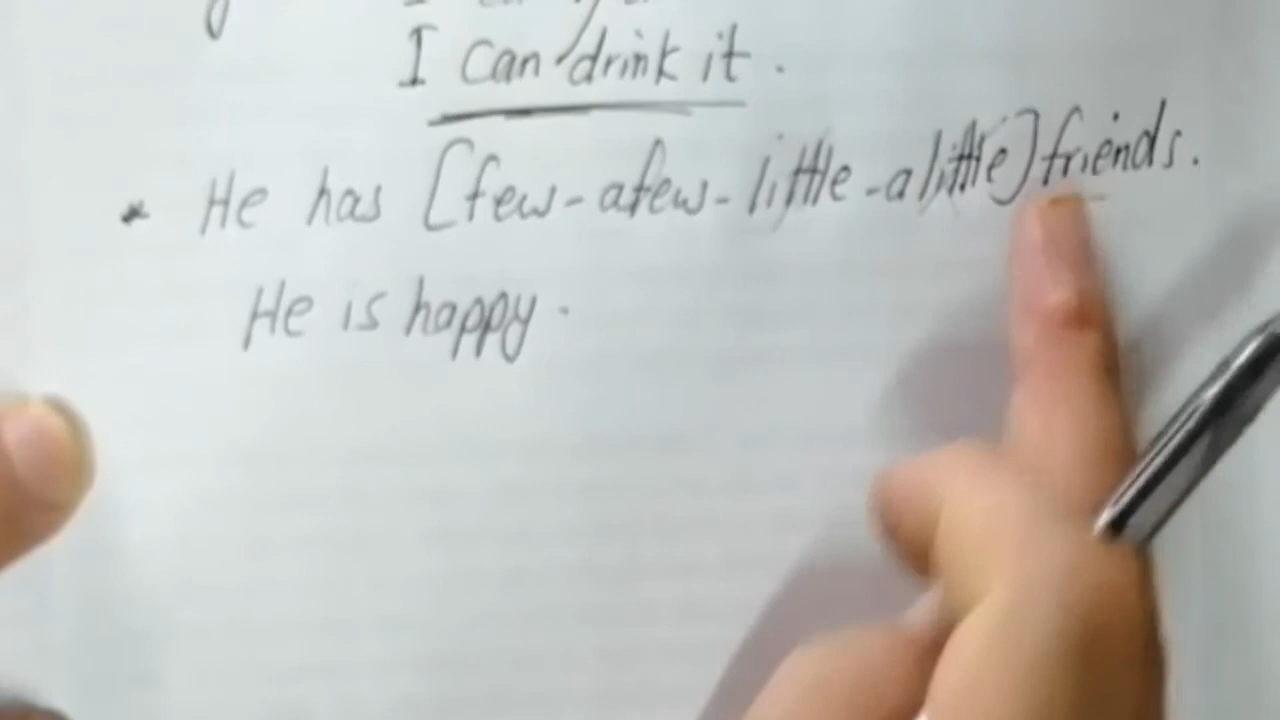 I can drink it.
* He has [few-afew-little-alittle] friends.
He is happy.